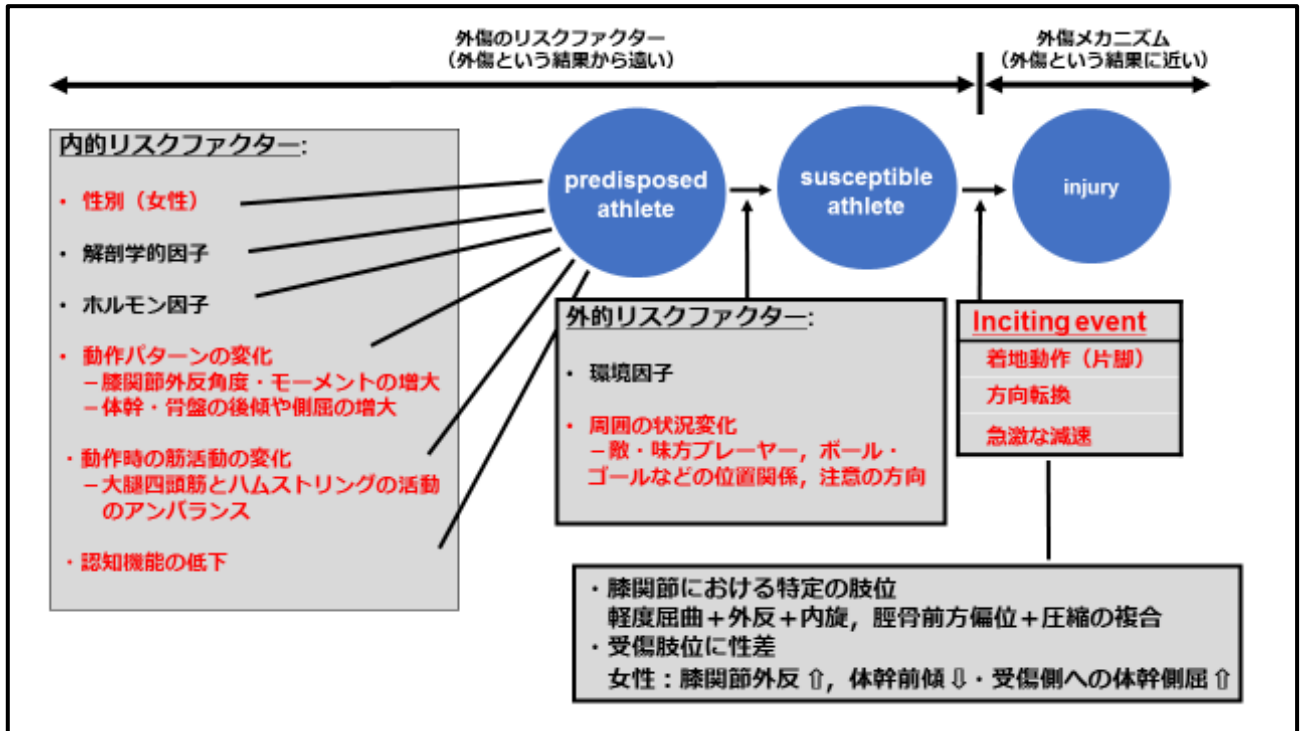 外傷のリスクファクター
（外傷という結果から遠い）
外傷メカニズム
（外傷という結果に近い）
内的リスクファクター:
・ 性別（女性）
・ 解剖学的因子
・ ホルモン因子
・ 動作パターンの変化
－膝関節外反角度・モーメントの増大
－体幹・骨盤の後傾や側屈の増大
・動作時の筋活動の変化
－大腿四頭筋とハムストリングの活動
のアンバランス
・認知機能の低下
predisposed
athlete
susceptible
athlete
injury
外的リスクファクター:
・ 環境因子
・ 周囲の状況変化
－敵・味方プレーヤー，ボール・
ゴールなどの位置関係，注意の方向
Inciting event
着地動作（片脚）
方向転換
急激な減速
・膝関節における特定の肢位
軽度屈曲＋外反＋内旋，脛骨前方偏位＋圧縮の複合
・受傷肢位に性差
女性：膝関節外反⇧，体幹前傾⇩・受傷側への体幹側屈⇧